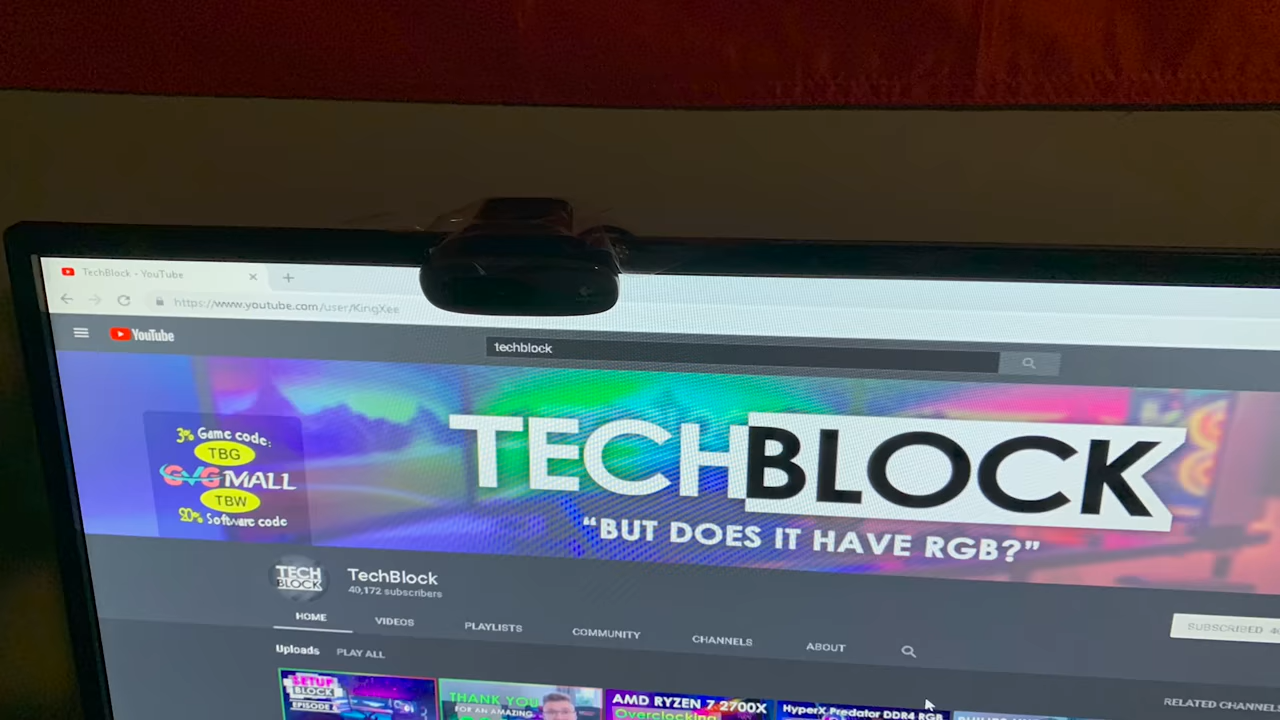 TechBlock - YouTube
https://www.youtube.com/user/KingXee
YouTube
techblock
3% Game code:
TBG
GVGMALL
TBW
20% Software code
TECHBLOCK
“BUT DOES IT HAVE RGB?”
TECH
BLOCK
TechBlock
40,172 subscribers
HOME VIDEOS PLAYLISTS COMMUNITY CHANNELS ABOUT
SUBSCRIBED
Uploads PLAY ALL
RELATED CHANNELS
SETUP
BLOCK
EPISODE
THANK YOU
FOR AN AMAZING
AMD RYZEN 7 2700X
Overclocking
HyperX Predator DDR4 RGB